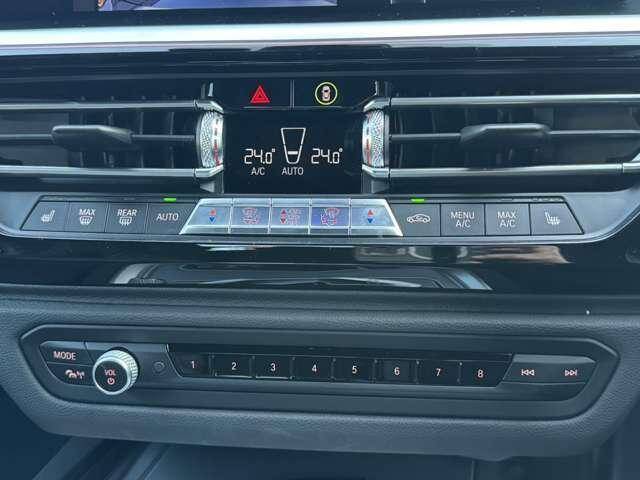 24.0° 24.0°
A/C AUTO
MAX REAR AUTO MENU A/C MAX A/C
MODE
VOL
1 2 3 4 5 6 7 8